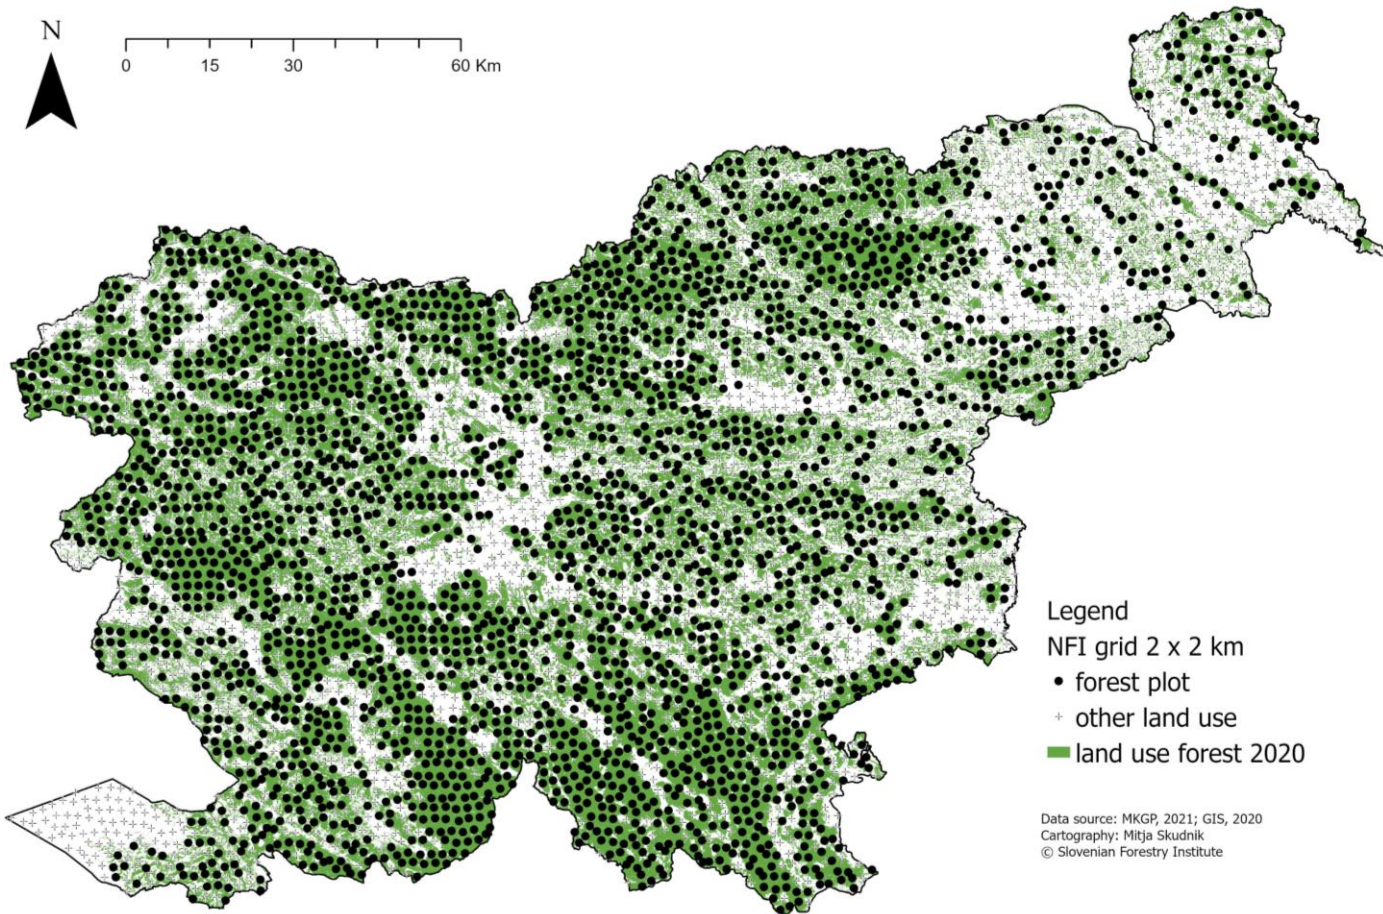 N
0 15 30 60 Km
Legend
NFI grid 2 x 2 km
forest plot
other land use
land use forest 2020
Data source: MKGP, 2021; GIS, 2020
Cartography: Mitja Skudnik
© Slovenian Forestry Institute